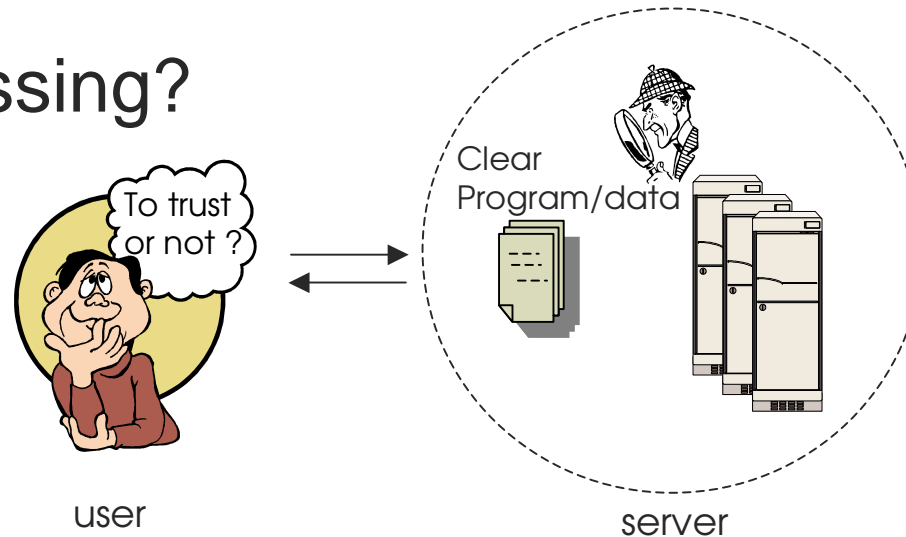 ssing?
To trust
or not ?
Clear
Program/data
user
server